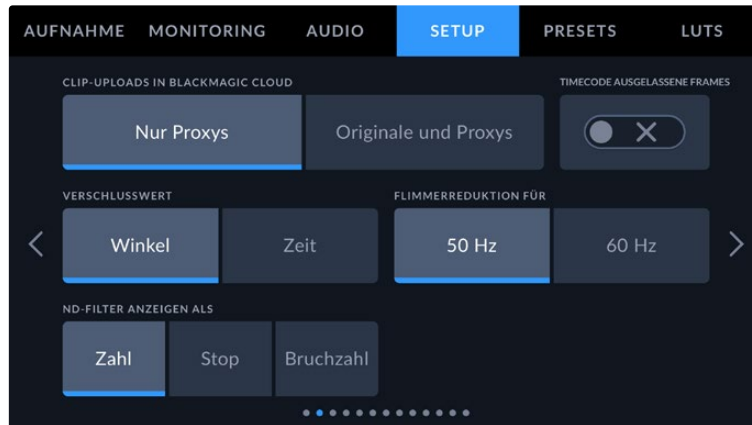 AUFNAHME MONITORING AUDIO SETUP PRESETS LUTS
CLIP-UPLOADS IN BLACKMAGIC CLOUD TIMECODE AUSGELASSENE FRAMES
Nur Proxys Originale und Proxys
VERSCHLUSSWERT FLIMMERREDUKTION FÜR
Winkel Zeit 50 Hz 60 Hz
ND-FILTER ANZEIGEN ALS
Zahl Stop Bruchzahl